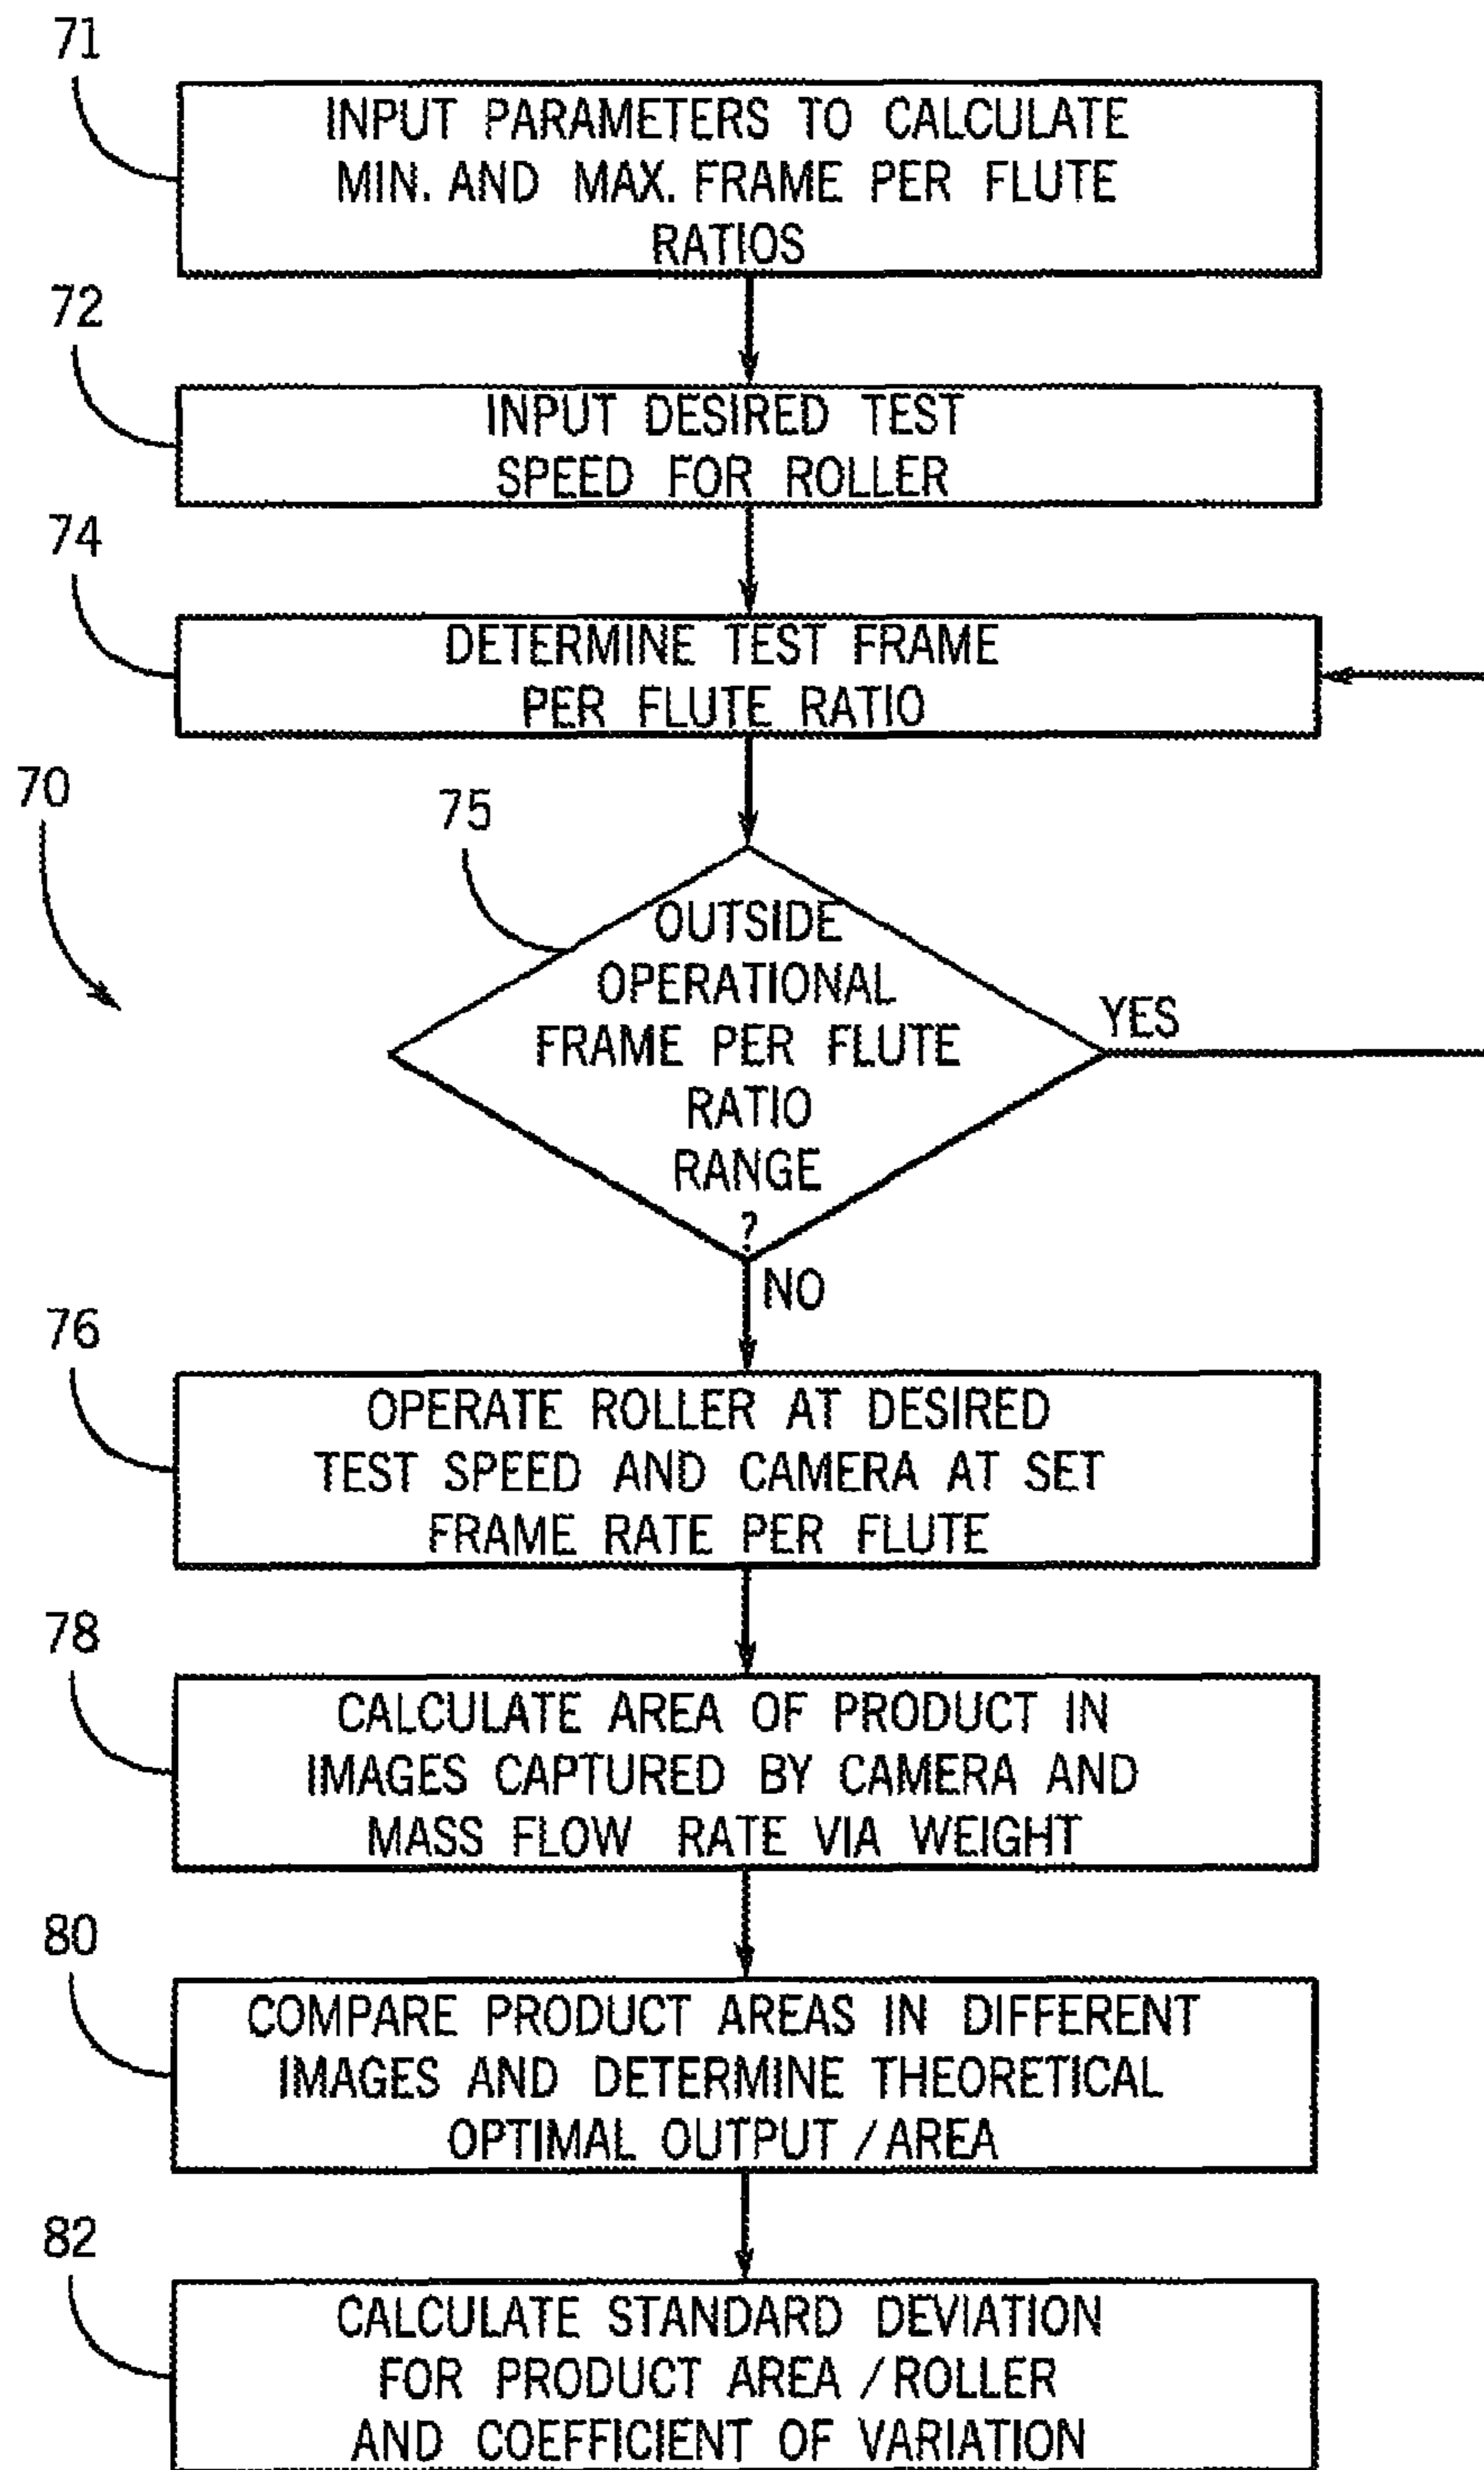 71
INPUT PARAMETERS TO CALCULATE
MIN. AND MAX. FRAME PER FLUTE
RATIOS
72
INPUT DESIRED TEST
SPEED FOR ROLLER
74
DETERMINE TEST FRAME
PER FLUTE RATIO
70
75
OUTSIDE
OPERATIONAL
FRAME PER FLUTE
RATIO
RANGE
?
YES
NO
76
OPERATE ROLLER AT DESIRED
TEST SPEED AND CAMERA AT SET
FRAME RATE PER FLUTE
78
CALCULATE AREA OF PRODUCT IN
IMAGES CAPTURED BY CAMERA AND
MASS FLOW RATE VIA WEIGHT
80
COMPARE PRODUCT AREAS IN DIFFERENT
IMAGES AND DETERMINE THEORETICAL
OPTIMAL OUTPUT / AREA
82
CALCULATE STANDARD DEVIATION
FOR PRODUCT AREA / ROLLER
AND COEFFICIENT OF VARIATION